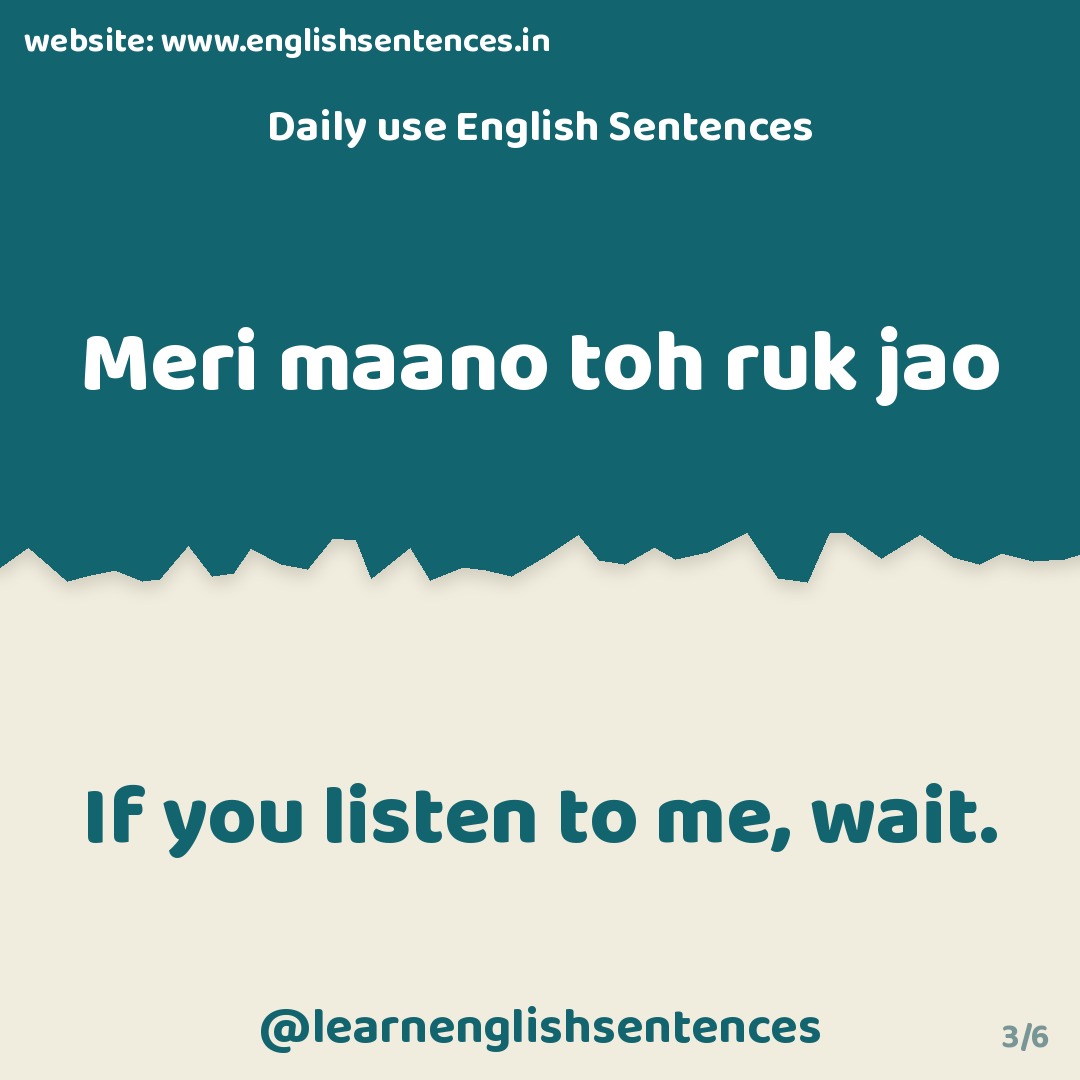 website: www.englishsentences.in
Daily use English Sentences
Meri maano toh ruk jao
If you listen to me, wait.
@learnenglishsentences
3/6